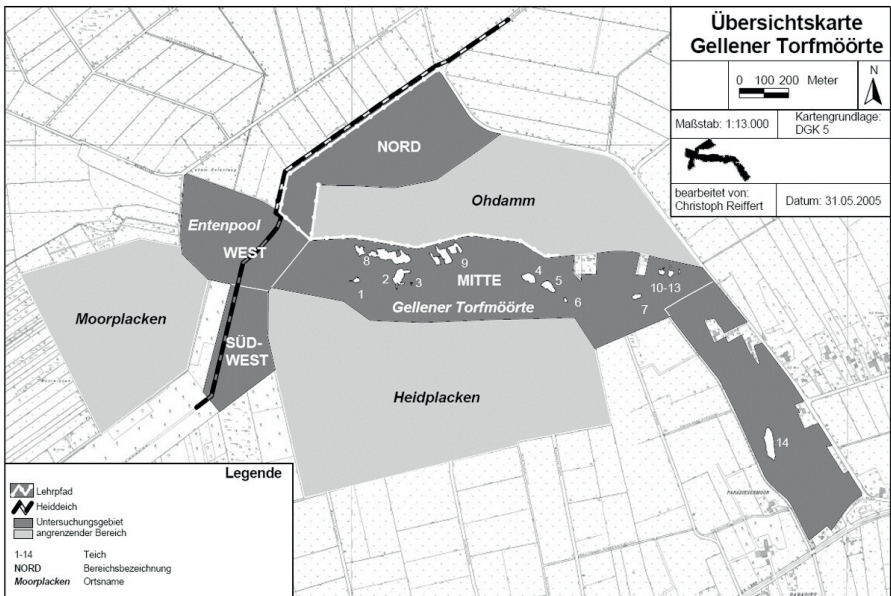 Übersichtskarte
Gellener Torfmöörte
0 100 200 Meter
N
Maßstab: 1:13.000
Kartengrundlage:
DGK 5
bearbeitet von:
Christoph Reiffert
Datum: 31.05.2005
NORD
Ohdamm
Entenpool
WEST
8
9
MITTE
4
10-13
2
3
5
1
Gellener Torfmöörte
6
7
Moorplacken
SÜD-
WEST
Heidplacken
14
PARADIESERMOOR
PARADIES
Legende
Lehrpfad
Heiddeich
Untersuchungsgebiet
angrenzender Bereich
1-14 Teich
NORD Bereichsbezeichnung
Moorplacken Ortsname